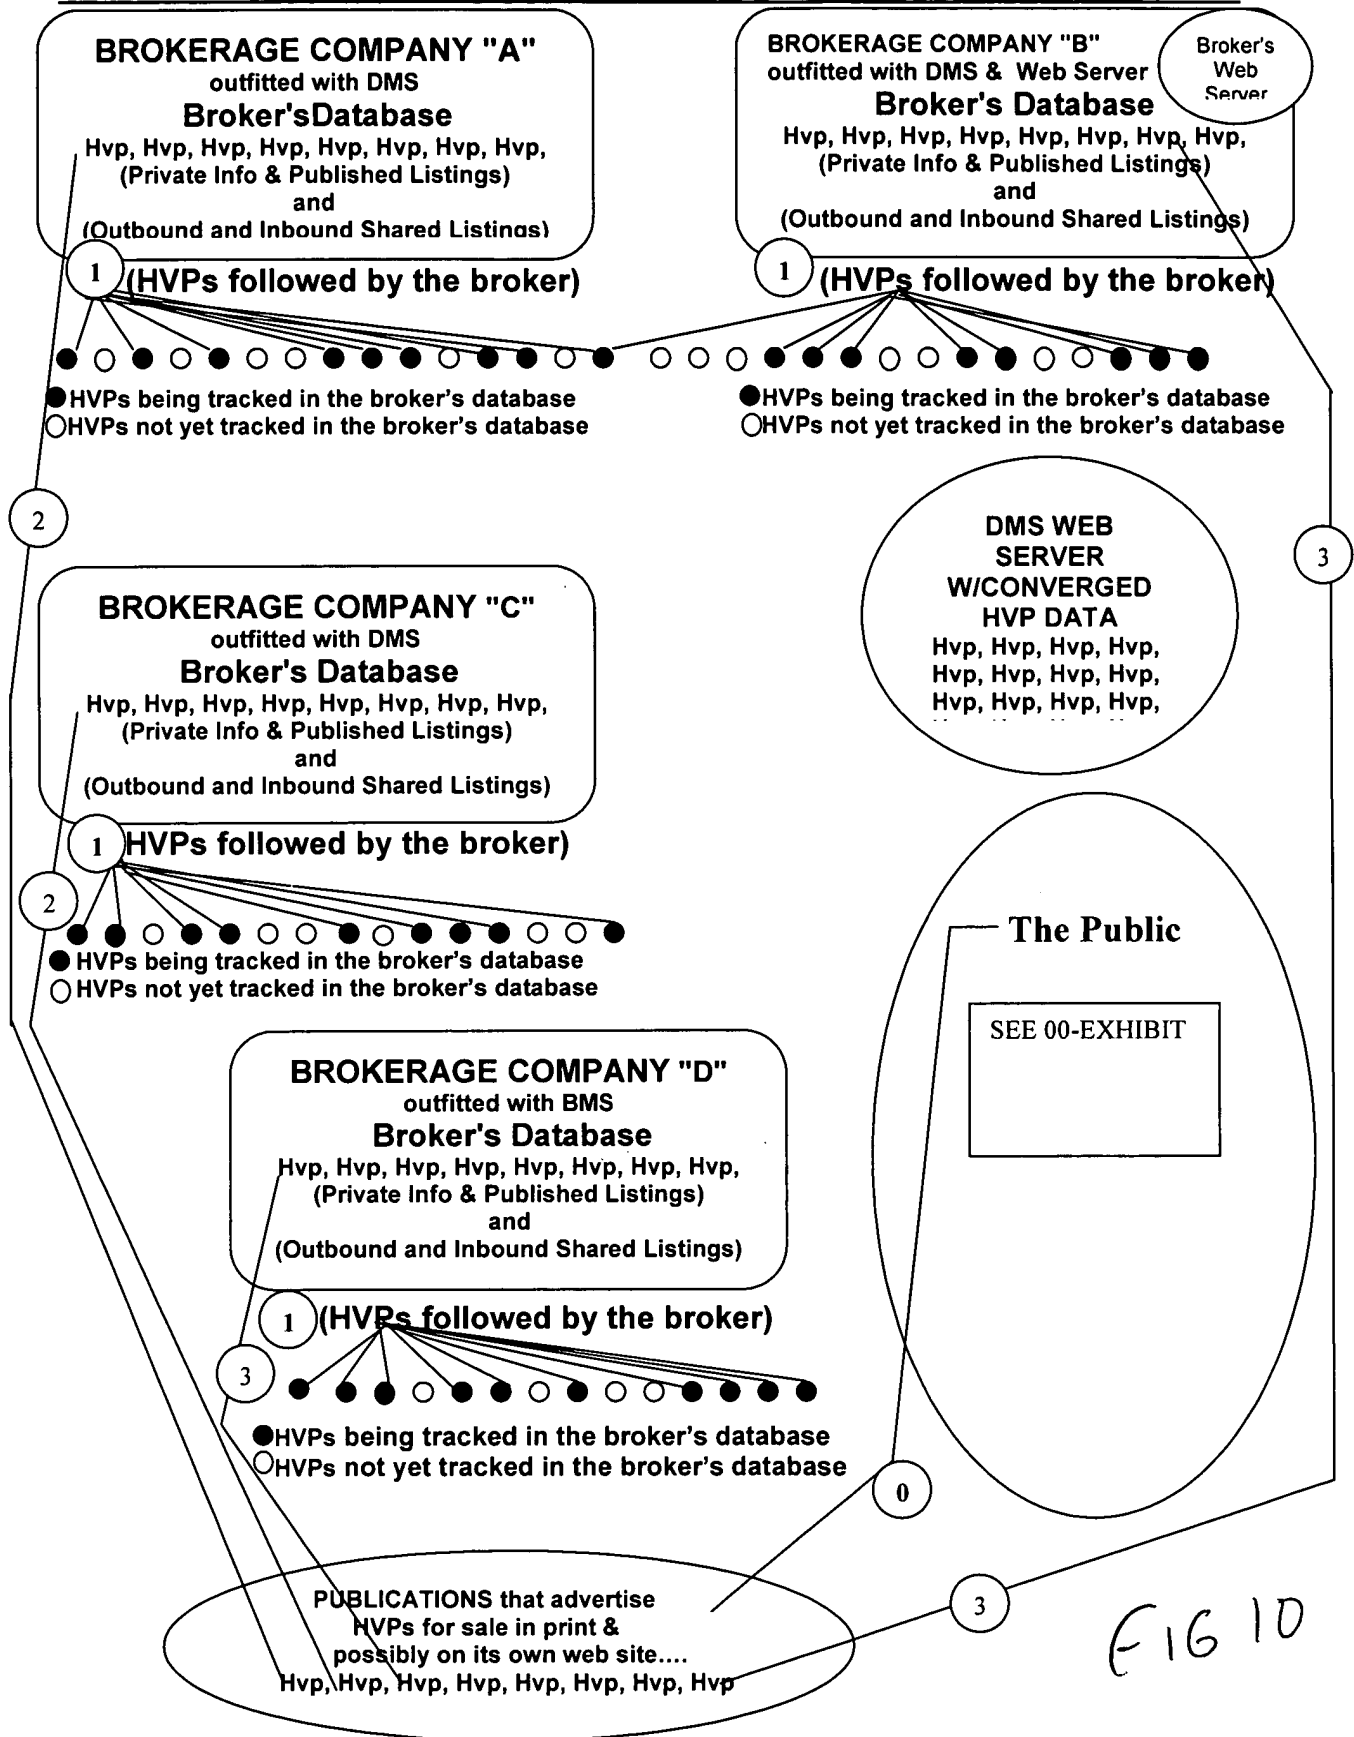 BROKERAGE COMPANY "A"
outfitted with DMS
Broker'sDatabase
Hvp, Hvp, Hvp, Hvp, Hvp, Hvp, Hvp, Hvp,
(Private Info & Published Listings)
and
(Outbound and Inbound Shared Listings)
1
(HVPs followed by the broker)
HVPs being tracked in the broker's database
HVPs not yet tracked in the broker's database
BROKERAGE COMPANY "B"
outfitted with DMS & Web Server
Broker's Database
Hvp, Hvp, Hvp, Hvp, Hvp, Hvp, Hvp, Hvp,
(Private Info & Published Listings)
and
(Outbound and Inbound Shared Listings)
Broker's
Web
Server
1
(HVPs followed by the broker)
HVPs being tracked in the broker's database
HVPs not yet tracked in the broker's database
2
3
DMS WEB
SERVER
W/CONVERGED
HVP DATA
Hvp, Hvp, Hvp, Hvp,
Hvp, Hvp, Hvp, Hvp,
Hvp, Hvp, Hvp, Hvp,
BROKERAGE COMPANY "C"
outfitted with DMS
Broker's Database
Hvp, Hvp, Hvp, Hvp, Hvp, Hvp, Hvp, Hvp,
(Private Info & Published Listings)
and
(Outbound and Inbound Shared Listings)
1
HVPs followed by the broker)
2
HVPs being tracked in the broker's database
HVPs not yet tracked in the broker's database
The Public
SEE 00-EXHIBIT
BROKERAGE COMPANY "D"
outfitted with BMS
Broker's Database
Hvp, Hvp, Hvp, Hvp, Hvp, Hvp, Hvp, Hvp,
(Private Info & Published Listings)
and
(Outbound and Inbound Shared Listings)
1
(HVPs followed by the broker)
3
HVPs being tracked in the broker's database
HVPs not yet tracked in the broker's database
0
3
PUBLICATIONS that advertise
HVPs for sale in print &
possibly on its own web site....
Hvp, Hvp, Hvp, Hvp, Hvp, Hvp, Hvp, Hvp
FIG 10